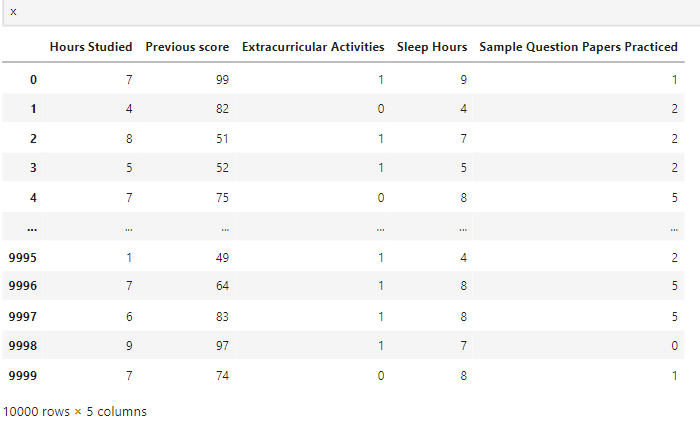 x
Hours Studied Previous score Extracurricular Activities Sleep Hours Sample Question Papers Practiced
0 7 99 1 9 1
1 4 82 0 4 2
2 8 51 1 7 2
3 5 52 1 5 2
4 7 75 0 8 5
... ... ... ... ... ...
9995 1 49 1 4 2
9996 7 64 1 8 5
9997 6 83 1 8 5
9998 9 97 1 7 0
9999 7 74 0 8 1
10000 rows × 5 columns